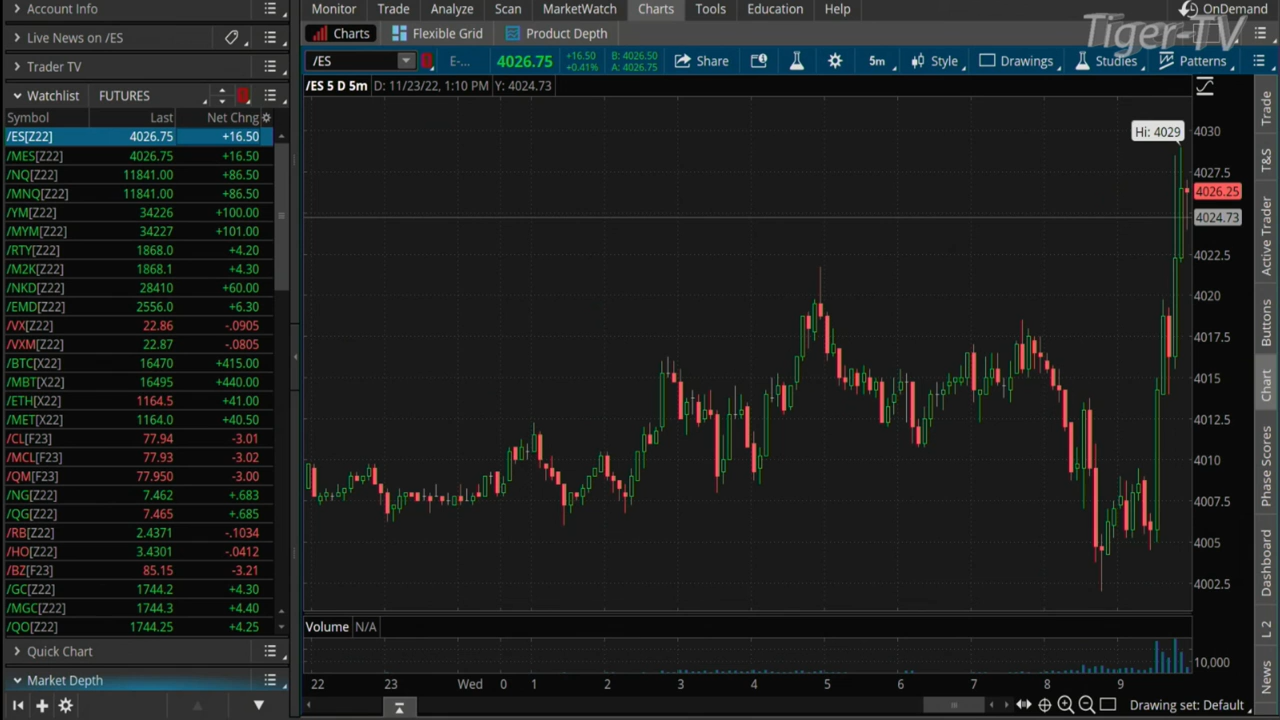 Account Info
Monitor Trade Analyze Scan MarketWatch Charts Tools Education Help OnDemand
Tiger-TV
Live News on /ES
Charts Flexible Grid Product Depth
Trader TV
/ES E-... 4026.75 +16.50 +0.41% B: 4026.50 A: 4026.75 Share 5m Style Drawings Studies Patterns
Watchlist FUTURES
/ES 5 D 5m D: 11/23/22, 1:10 PM Y: 4024.73
Symbol Last Net Chng
/ES[Z22] 4026.75 +16.50
/MES[Z22] 4026.75 +16.50
/NQ[Z22] 11841.00 +86.50
/MNQ[Z22] 11841.00 +86.50
/YM[Z22] 34226 +100.00
/MYM[Z22] 34227 +101.00
/RTY[Z22] 1868.0 +4.20
/M2K[Z22] 1868.1 +4.30
/NKD[Z22] 28410 +60.00
/EMD[Z22] 2556.0 +6.30
/VX[Z22] 22.86 -.0905
/VXM[Z22] 22.87 -.0805
/BTC[X22] 16470 +415.00
/MBT[X22] 16495 +440.00
/ETH[X22] 1164.5 +41.00
/MET[X22] 1164.0 +40.50
/CL[F23] 77.94 -3.01
/MCL[F23] 77.93 -3.02
/QM[F23] 77.950 -3.00
/NG[Z22] 7.462 +.683
/QG[Z22] 7.465 +.685
/RB[Z22] 2.4371 -.1034
/HO[Z22] 3.4301 -.0412
/BZ[F23] 85.15 -3.21
/GC[Z22] 1744.2 +4.30
/MGC[Z22] 1744.3 +4.40
/QO[Z22] 1744.25 +4.25
Quick Chart
Market Depth
Hi: 4029
4030
4027.5
4026.25
4024.73
4022.5
4020
4017.5
4015
4012.5
4010
4007.5
4005
4002.5
Volume N/A
10,000
22 23 Wed 0 1 2 3 4 5 6 7 8 9
Drawing set: Default
Trade
T&S
Active Trader
Buttons
Chart
Phase Scores
Dashboard
L 2
News